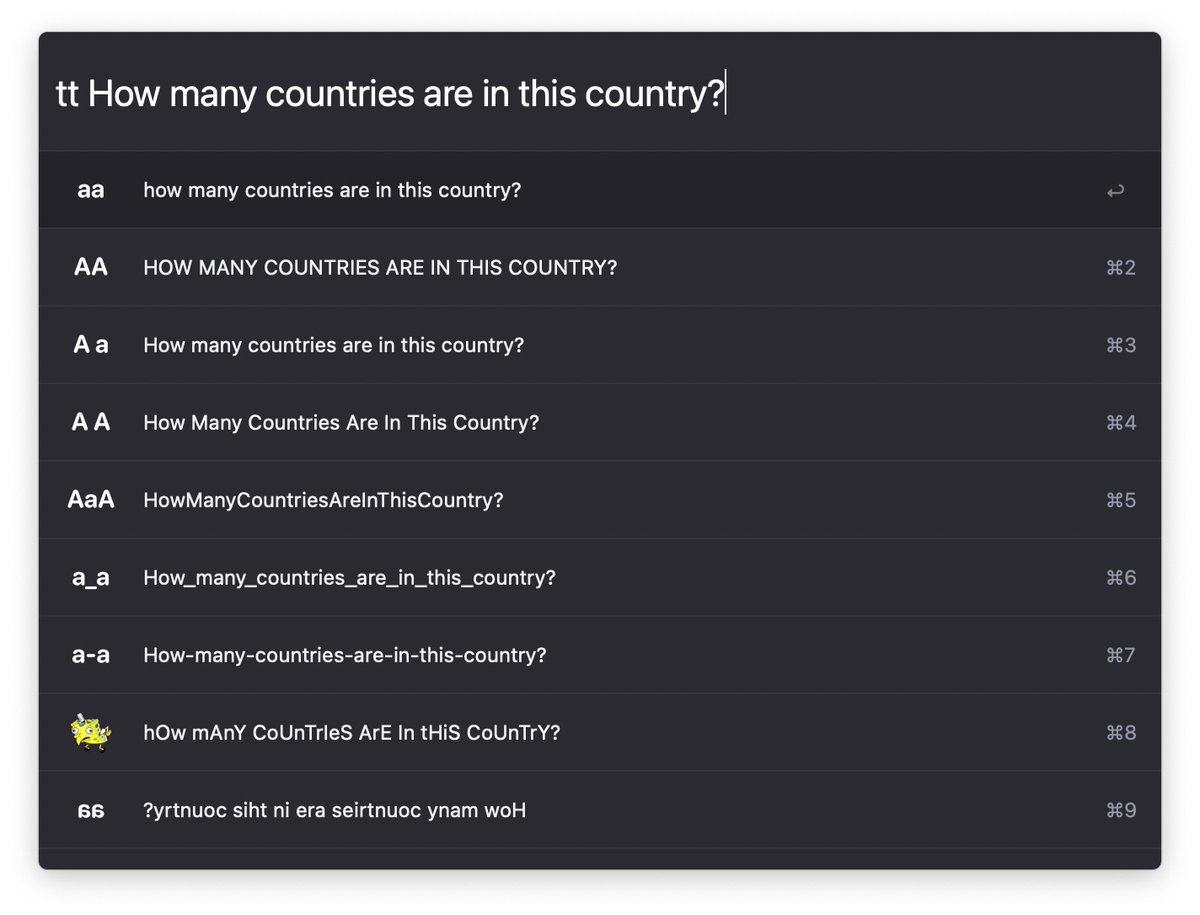 tt How many countries are in this country?
aa how many countries are in this country? ↩
AA HOW MANY COUNTRIES ARE IN THIS COUNTRY? ⌘2
A a How many countries are in this country? ⌘3
A A How Many Countries Are In This Country? ⌘4
AaA HowManyCountriesAreInThisCountry? ⌘5
a_a How_many_countries_are_in_this_country? ⌘6
a-a How-many-countries-are-in-this-country? ⌘7
hOw mAnY CoUnTrIeS ArE In tHiS CoUnTrY? ⌘8
aa ?yrtnuoc siht ni era seirtnuoc ynam woH ⌘9